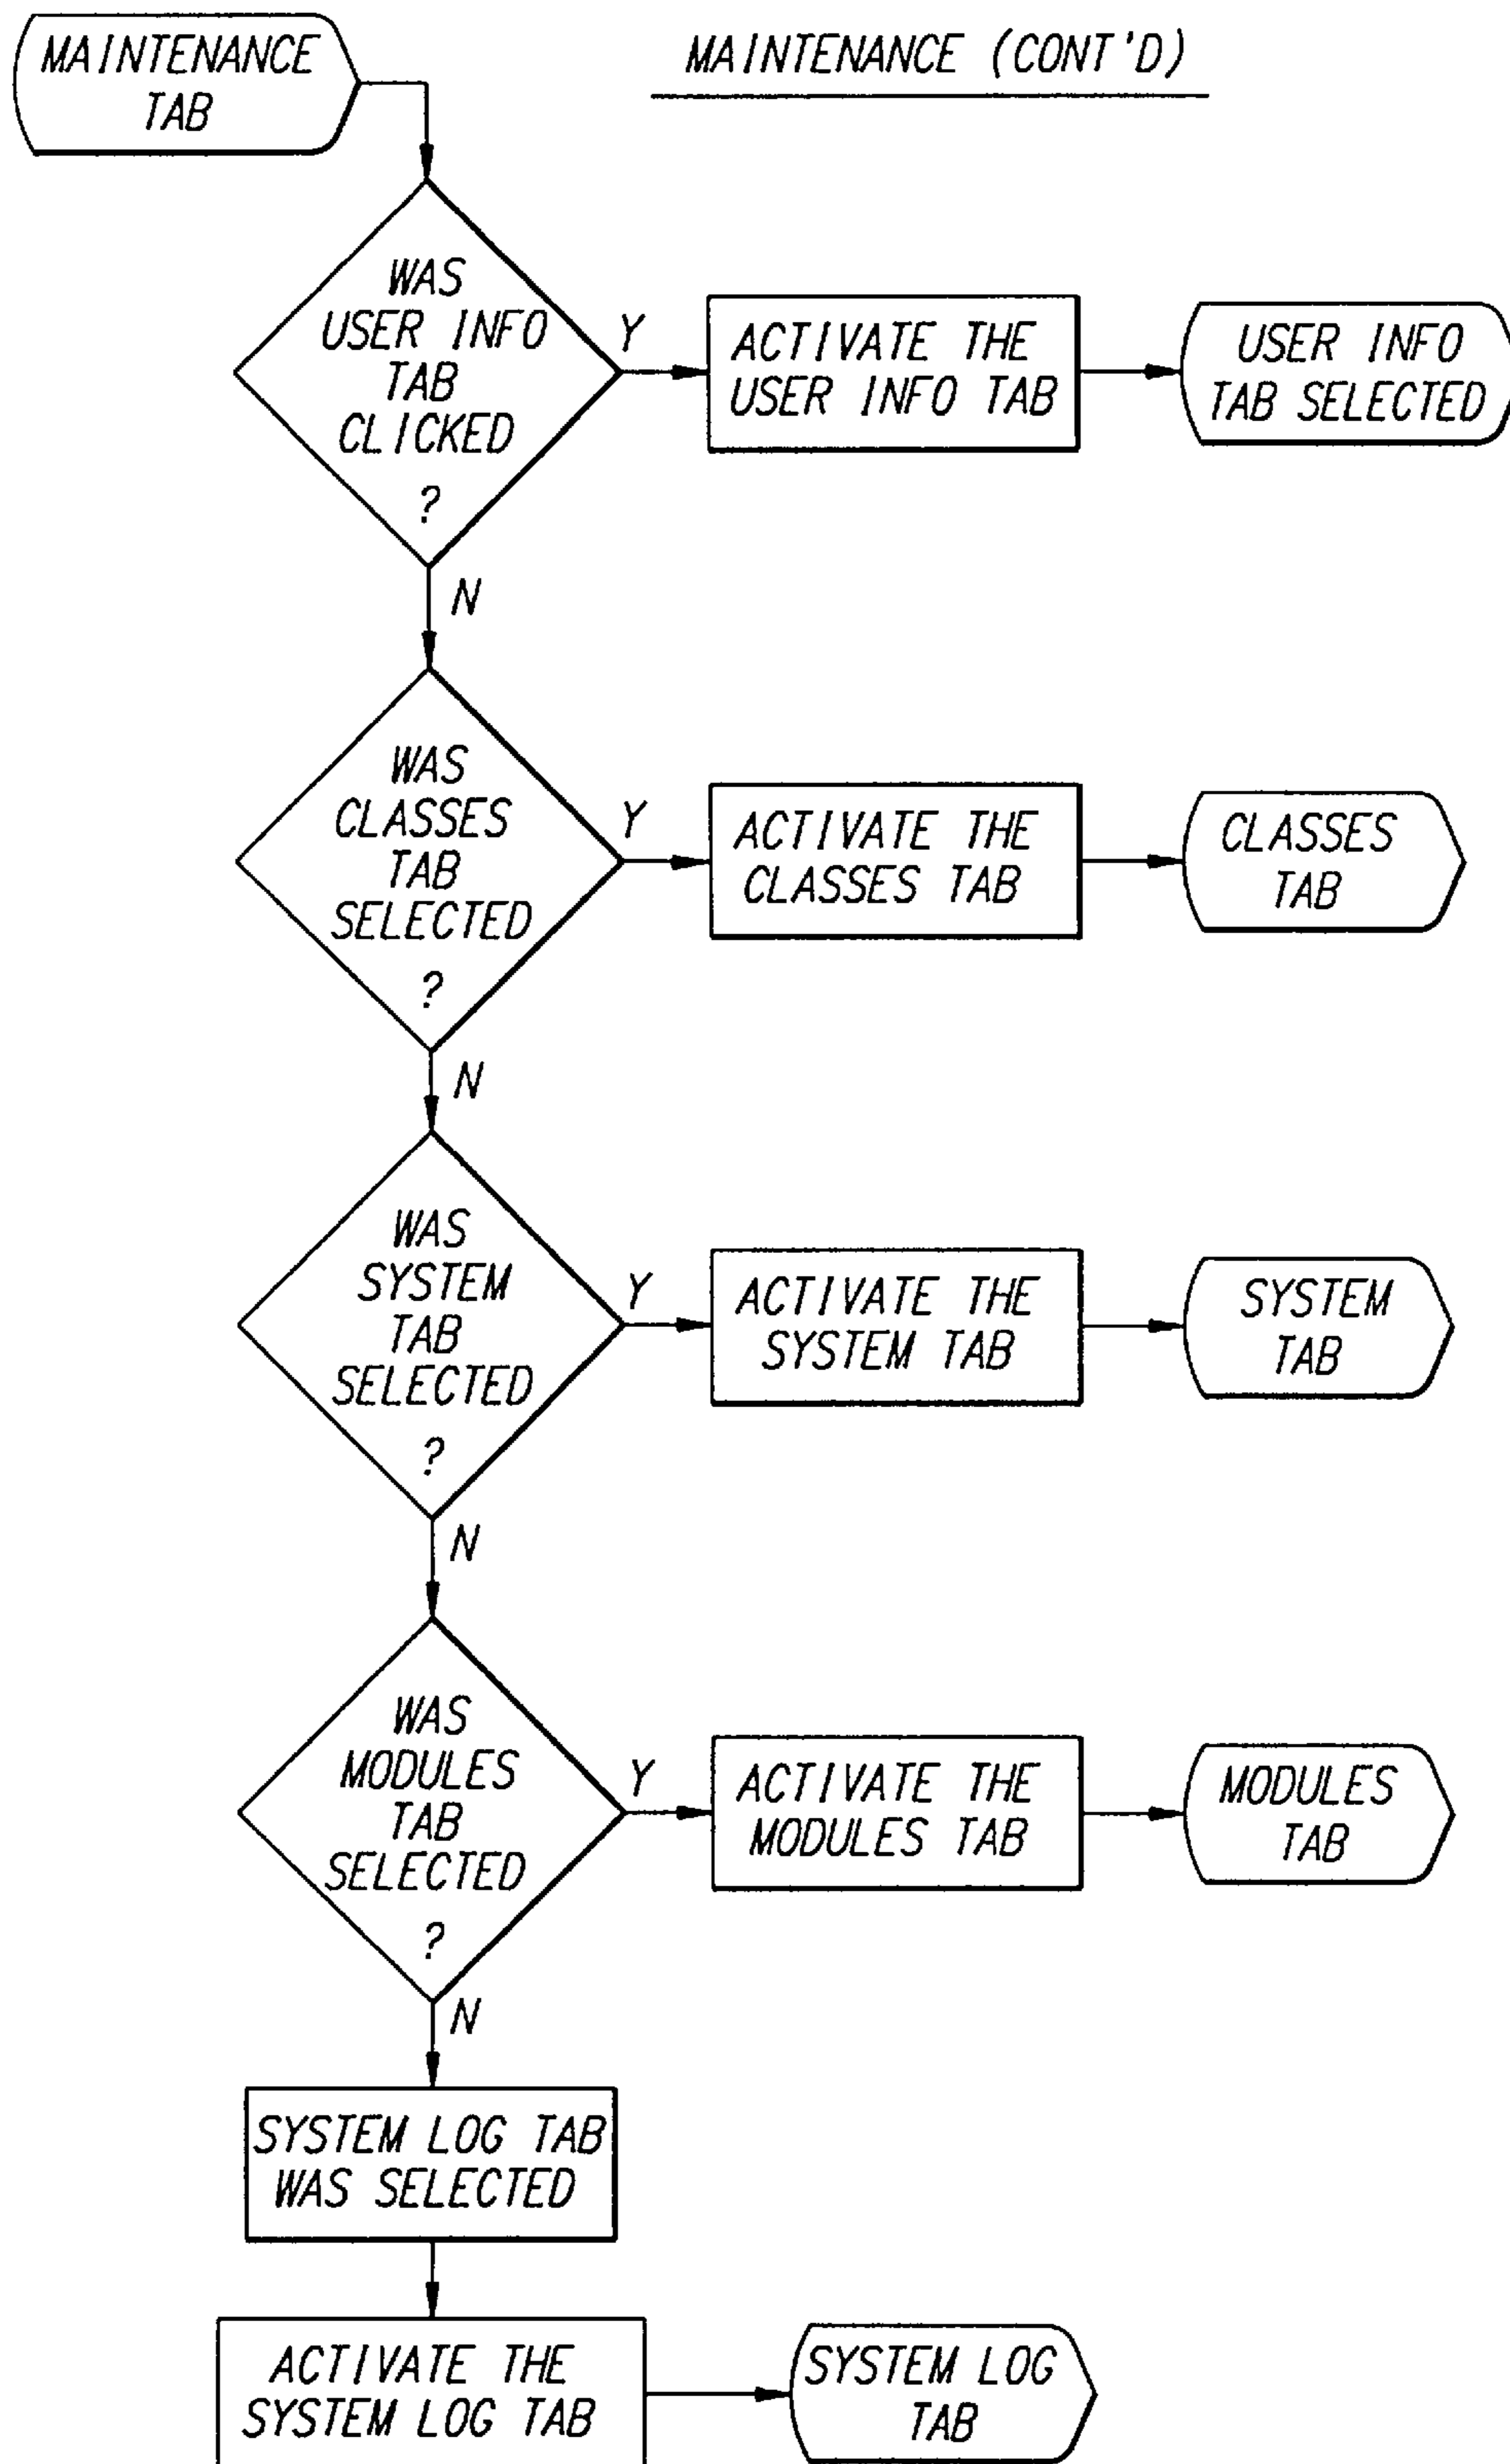 MAINTENANCE
TAB
MAINTENANCE (CONT'D)
WAS
USER INFO
TAB
CLICKED
?
Y
ACTIVATE THE
USER INFO TAB
USER INFO
TAB SELECTED
N
WAS
CLASSES
TAB
SELECTED
?
Y
ACTIVATE THE
CLASSES TAB
CLASSES
TAB
N
WAS
SYSTEM
TAB
SELECTED
?
Y
ACTIVATE THE
SYSTEM TAB
SYSTEM
TAB
N
WAS
MODULES
TAB
SELECTED
?
Y
ACTIVATE THE
MODULES TAB
MODULES
TAB
N
SYSTEM LOG TAB
WAS SELECTED
ACTIVATE THE
SYSTEM LOG TAB
SYSTEM LOG
TAB